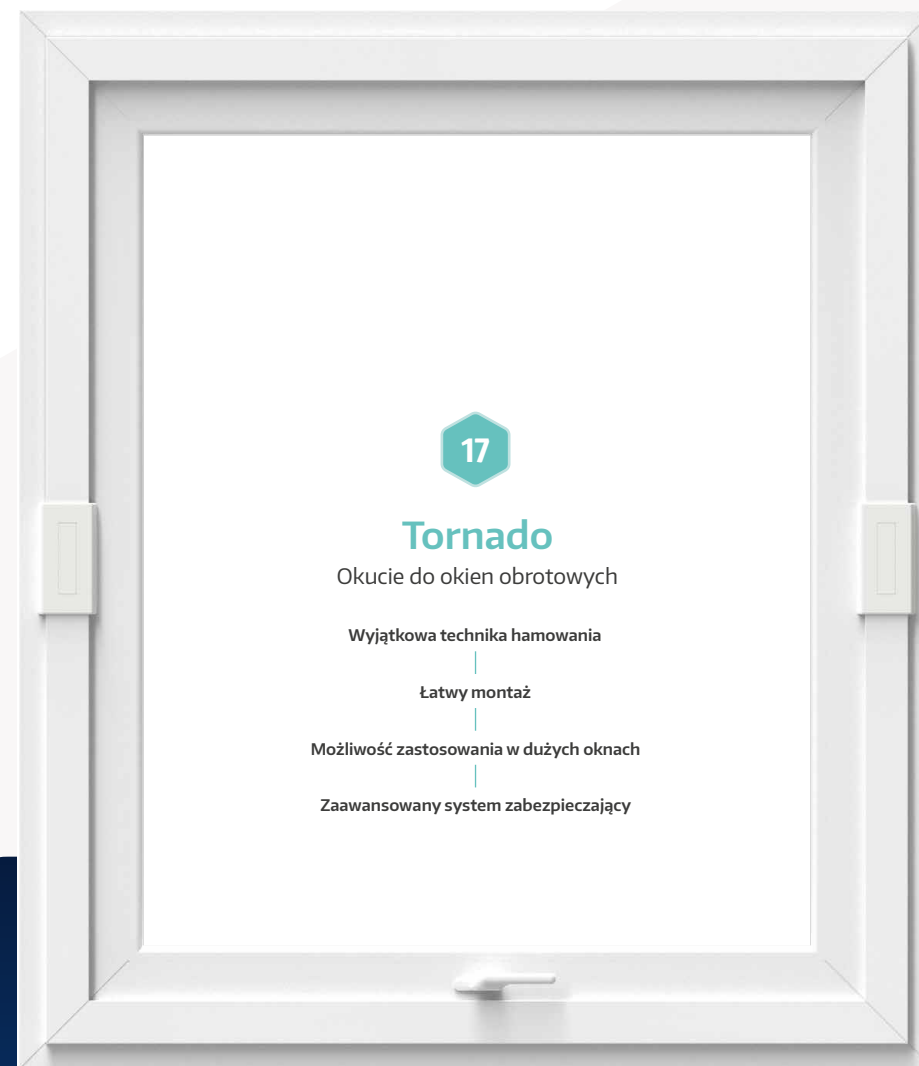 17
Tornado
Okucie do okien obrotowych
Wyjątkowa technika hamowania
Łatwy montaż
Możliwość zastosowania w dużych oknach
Zaawansowany system zabezpieczający